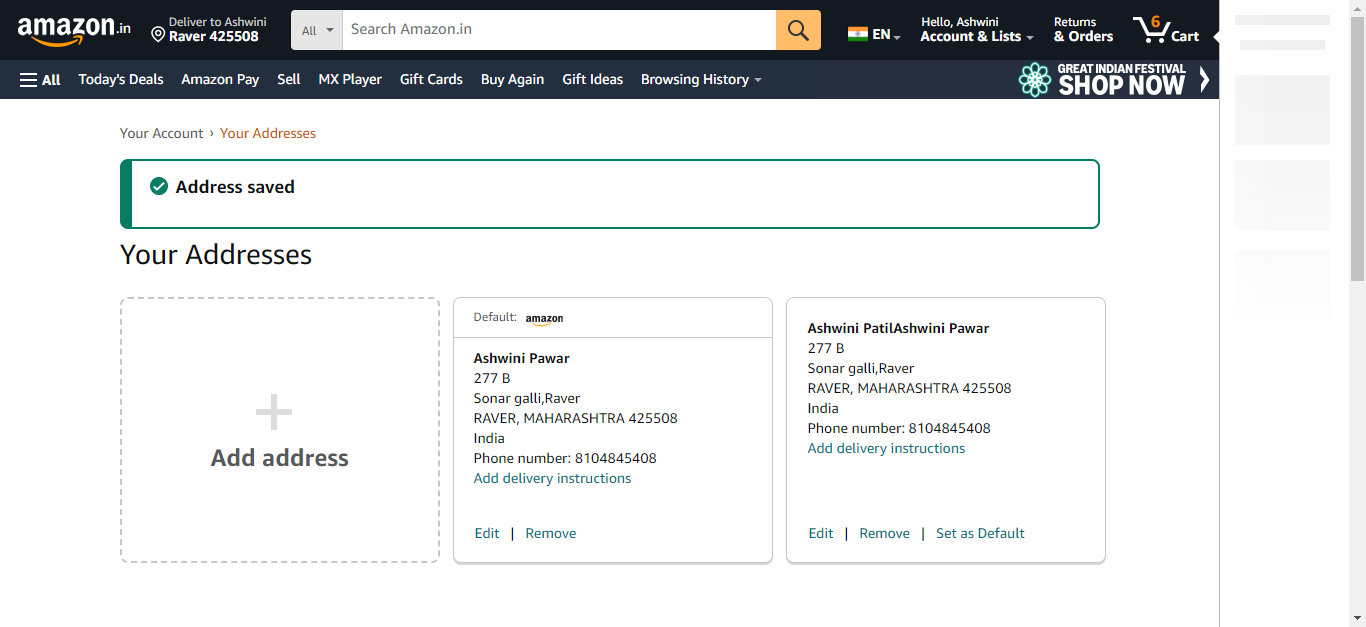 amazon.in
Deliver to Ashwini
Raver 425508
All
Search Amazon.in
EN
Hello, Ashwini
Account & Lists
Returns
& Orders
6
Cart
All
Today's Deals
Amazon Pay
Sell
MX Player
Gift Cards
Buy Again
Gift Ideas
Browsing History
GREAT INDIAN FESTIVAL
SHOP NOW
Your Account › Your Addresses
Address saved
Your Addresses
Add address
Default: amazon
Ashwini Pawar
277 B
Sonar galli,Raver
RAVER, MAHARASHTRA 425508
India
Phone number: 8104845408
Add delivery instructions
Edit | Remove
Ashwini PatilAshwini Pawar
277 B
Sonar galli,Raver
RAVER, MAHARASHTRA 425508
India
Phone number: 8104845408
Add delivery instructions
Edit | Remove | Set as Default